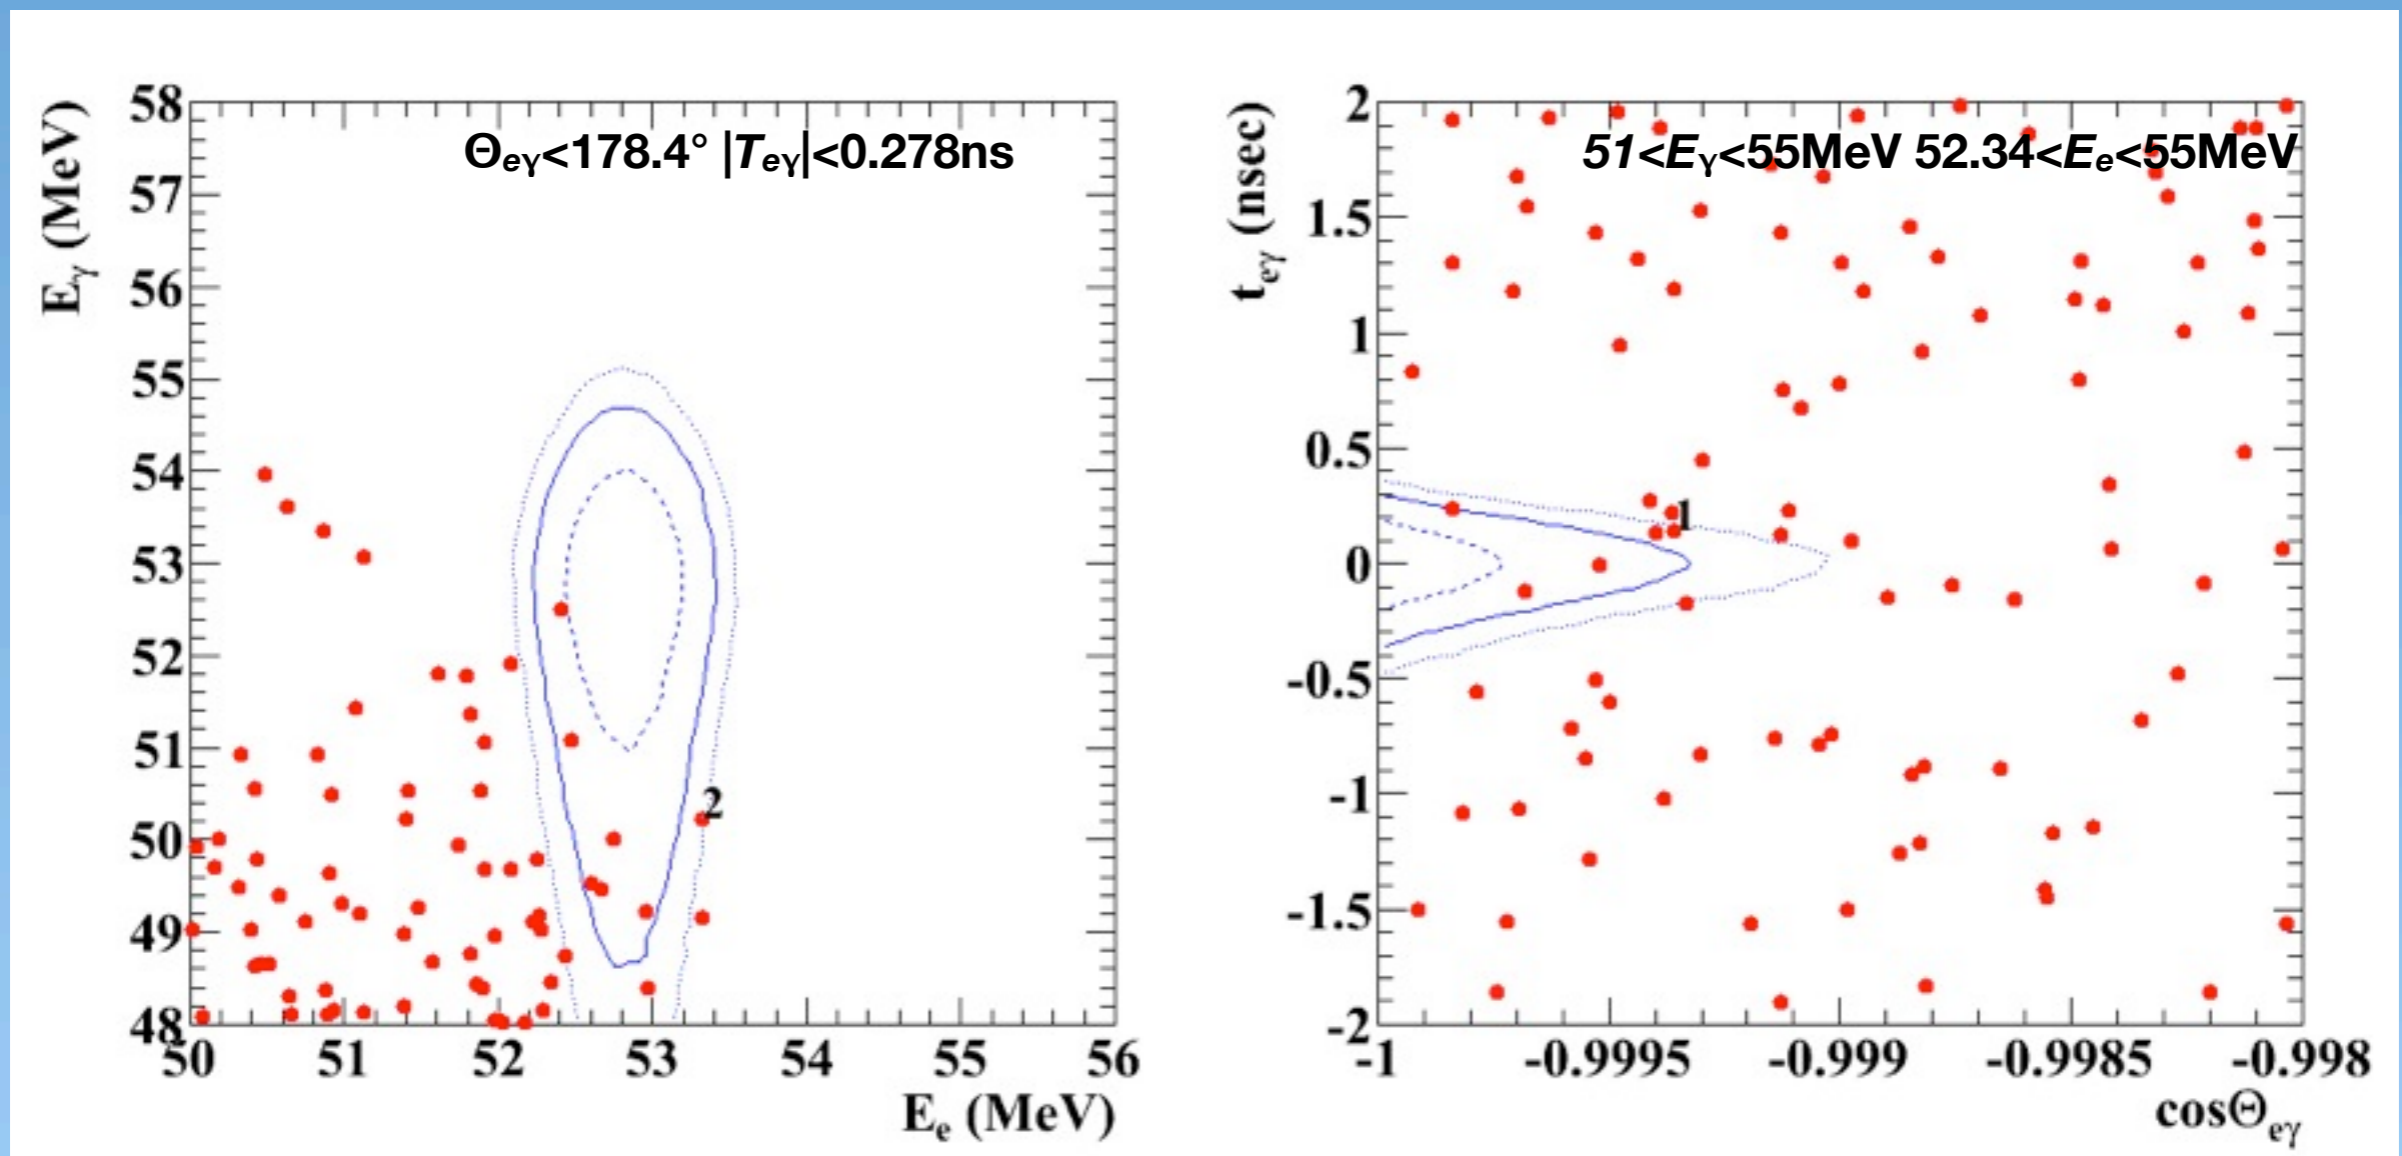 Θeγ<178.4° |Teγ|<0.278ns
Eγ (MeV)
58
57
56
55
54
53
52
51
50
49
48
2
50 51 52 53 54 55 56
Ee (MeV)
51<Eγ<55MeV 52.34<Ee<55MeV
teγ (nsec)
2
1.5
1
0.5
0
-0.5
-1
-1.5
-2
1
-1 -0.9995 -0.999 -0.9985 -0.998
cosΘeγ